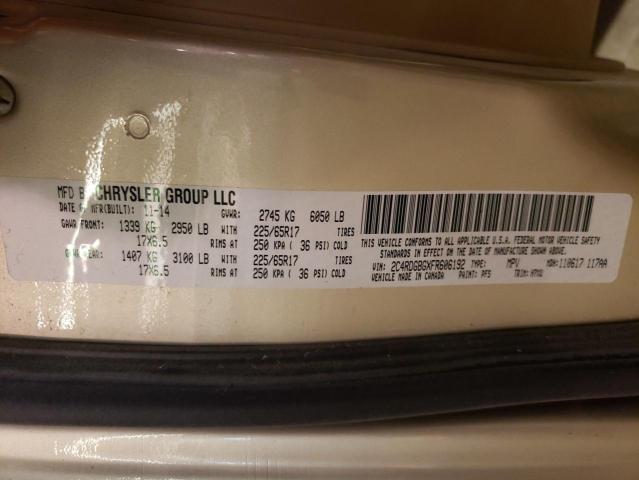 MFD BY CHRYSLER GROUP LLC
DATE OF MFR(BUILT): 11-14 GVWR: 2745 KG 6050 LB
GAWR FRONT: 1339 KG 2950 LB WITH 225/65R17 TIRES
17X6.5 RIMS AT 250 KPA ( 36 PSI) COLD
GAWR REAR: 1407 KG 3100 LB WITH 225/65R17 TIRES
17X6.5 RIMS AT 250 KPA ( 36 PSI) COLD
THIS VEHICLE CONFORMS TO ALL APPLICABLE U.S.A. FEDERAL MOTOR VEHICLE SAFETY
STANDARDS IN EFFECT ON THE DATE OF MANUFACTURE SHOWN ABOVE.
VIN: 2C4RDGBGXFR606192 TYPE: MPV MDH: 110617 117AA
VEHICLE MADE IN CANADA PAINT: PFS TRIM: